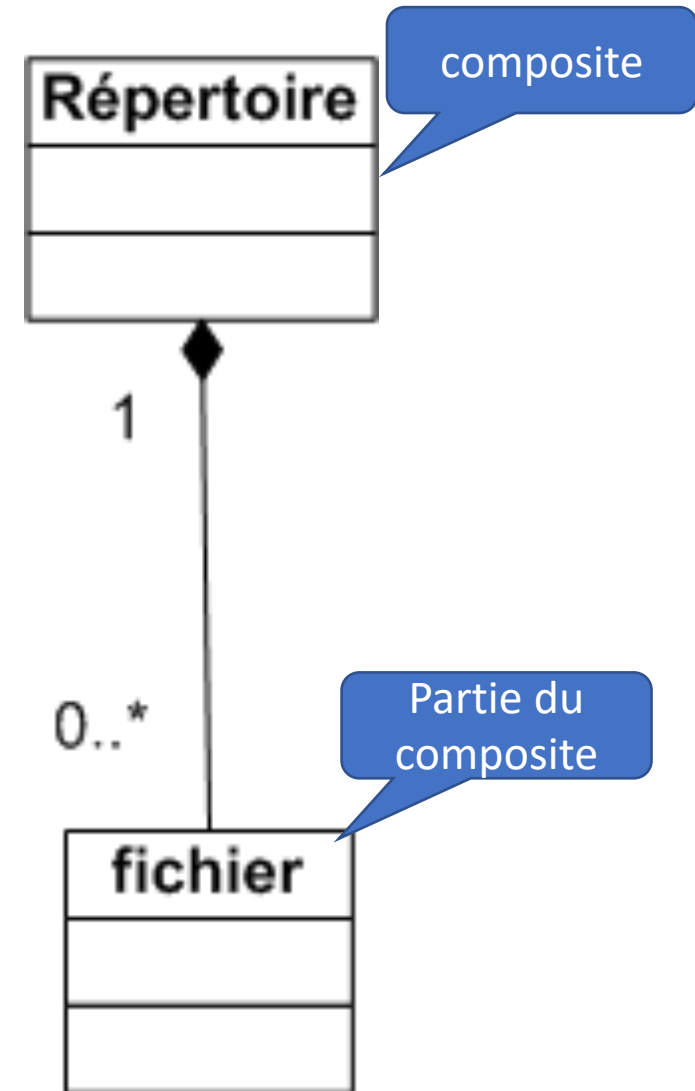 composite
Répertoire
1
0..*
Partie du
composite
fichier